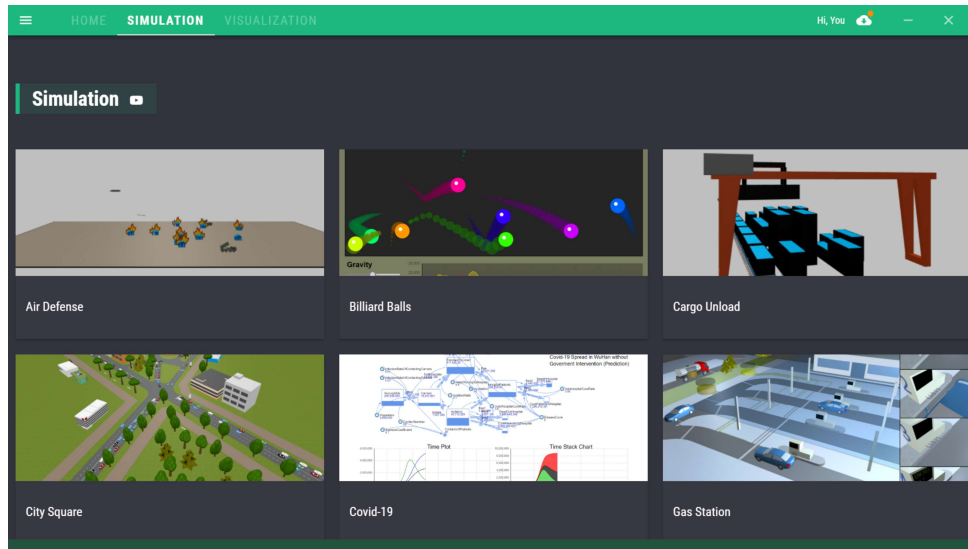 HOME SIMULATION VISUALIZATION Hi, You
Simulation
Gravity
Air Defense
Billiard Balls
Cargo Unload
Covid-19 Spread in WuHan without
Goverment Intervention (Prediction)
Time Plot
Time Stack Chart
City Square
Covid-19
Gas Station